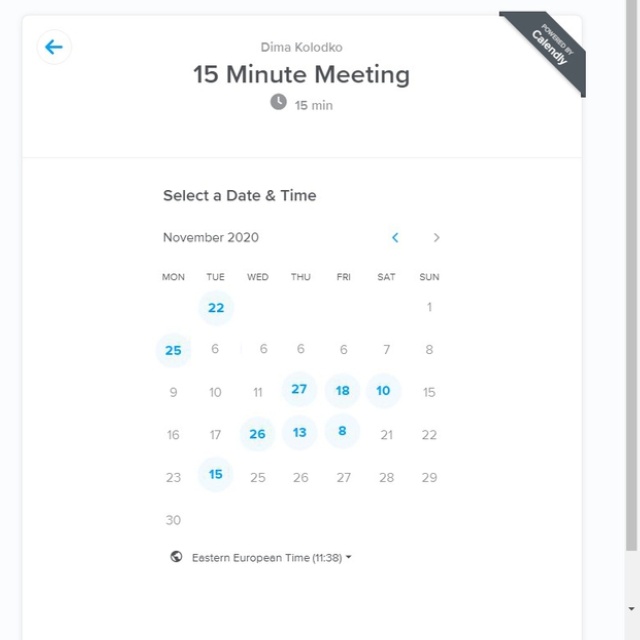 POWERED BY
Calendly
Dima Kolodko
15 Minute Meeting
15 min
Select a Date & Time
November 2020
MON TUE WED THU FRI SAT SUN
22 1
25 6 6 6 6 7 8
9 10 11 27 18 10 15
16 17 26 13 8 21 22
23 15 25 26 27 28 29
30
Eastern European Time (11:38)